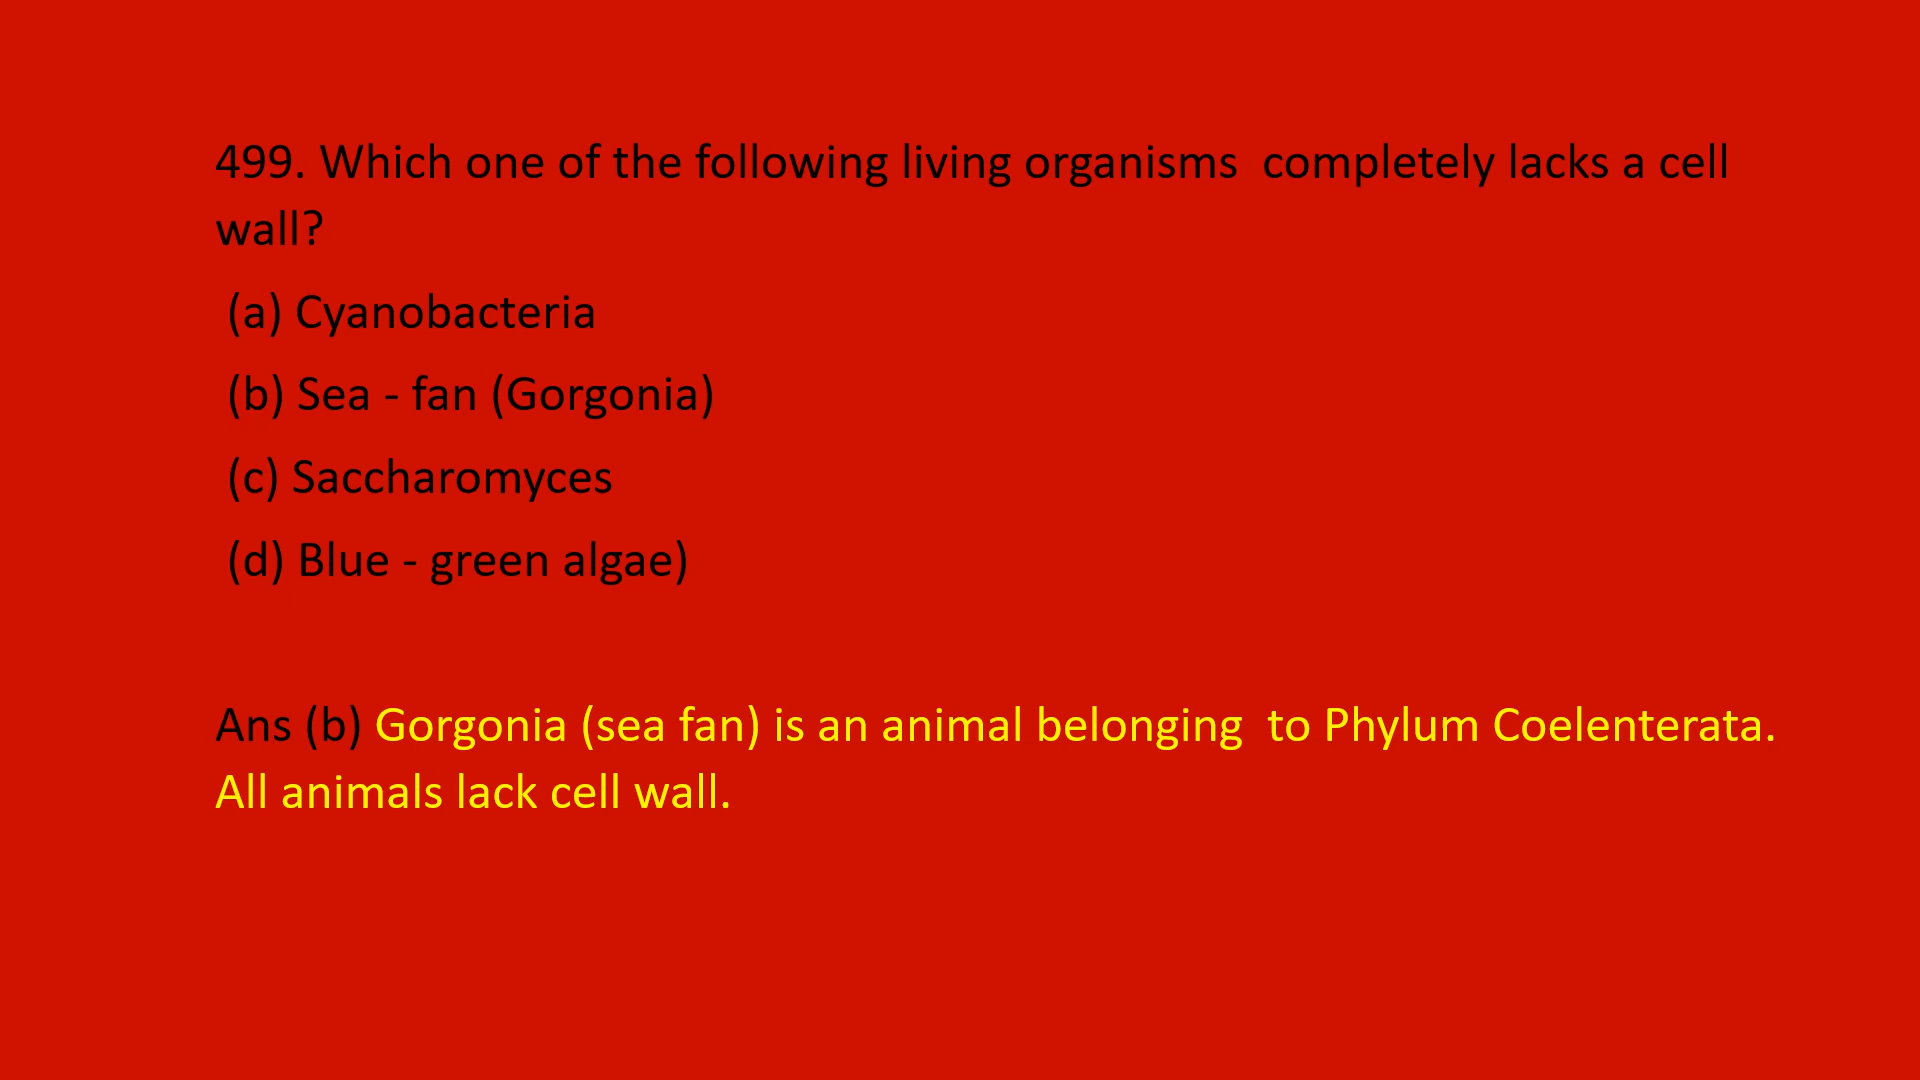 499. Which one of the following living organisms  completely lacks a cell
wall?
(a) Cyanobacteria
(b) Sea - fan (Gorgonia)
(c) Saccharomyces
(d) Blue - green algae)
Ans (b) Gorgonia (sea fan) is an animal belonging  to Phylum Coelenterata.
All animals lack cell wall.